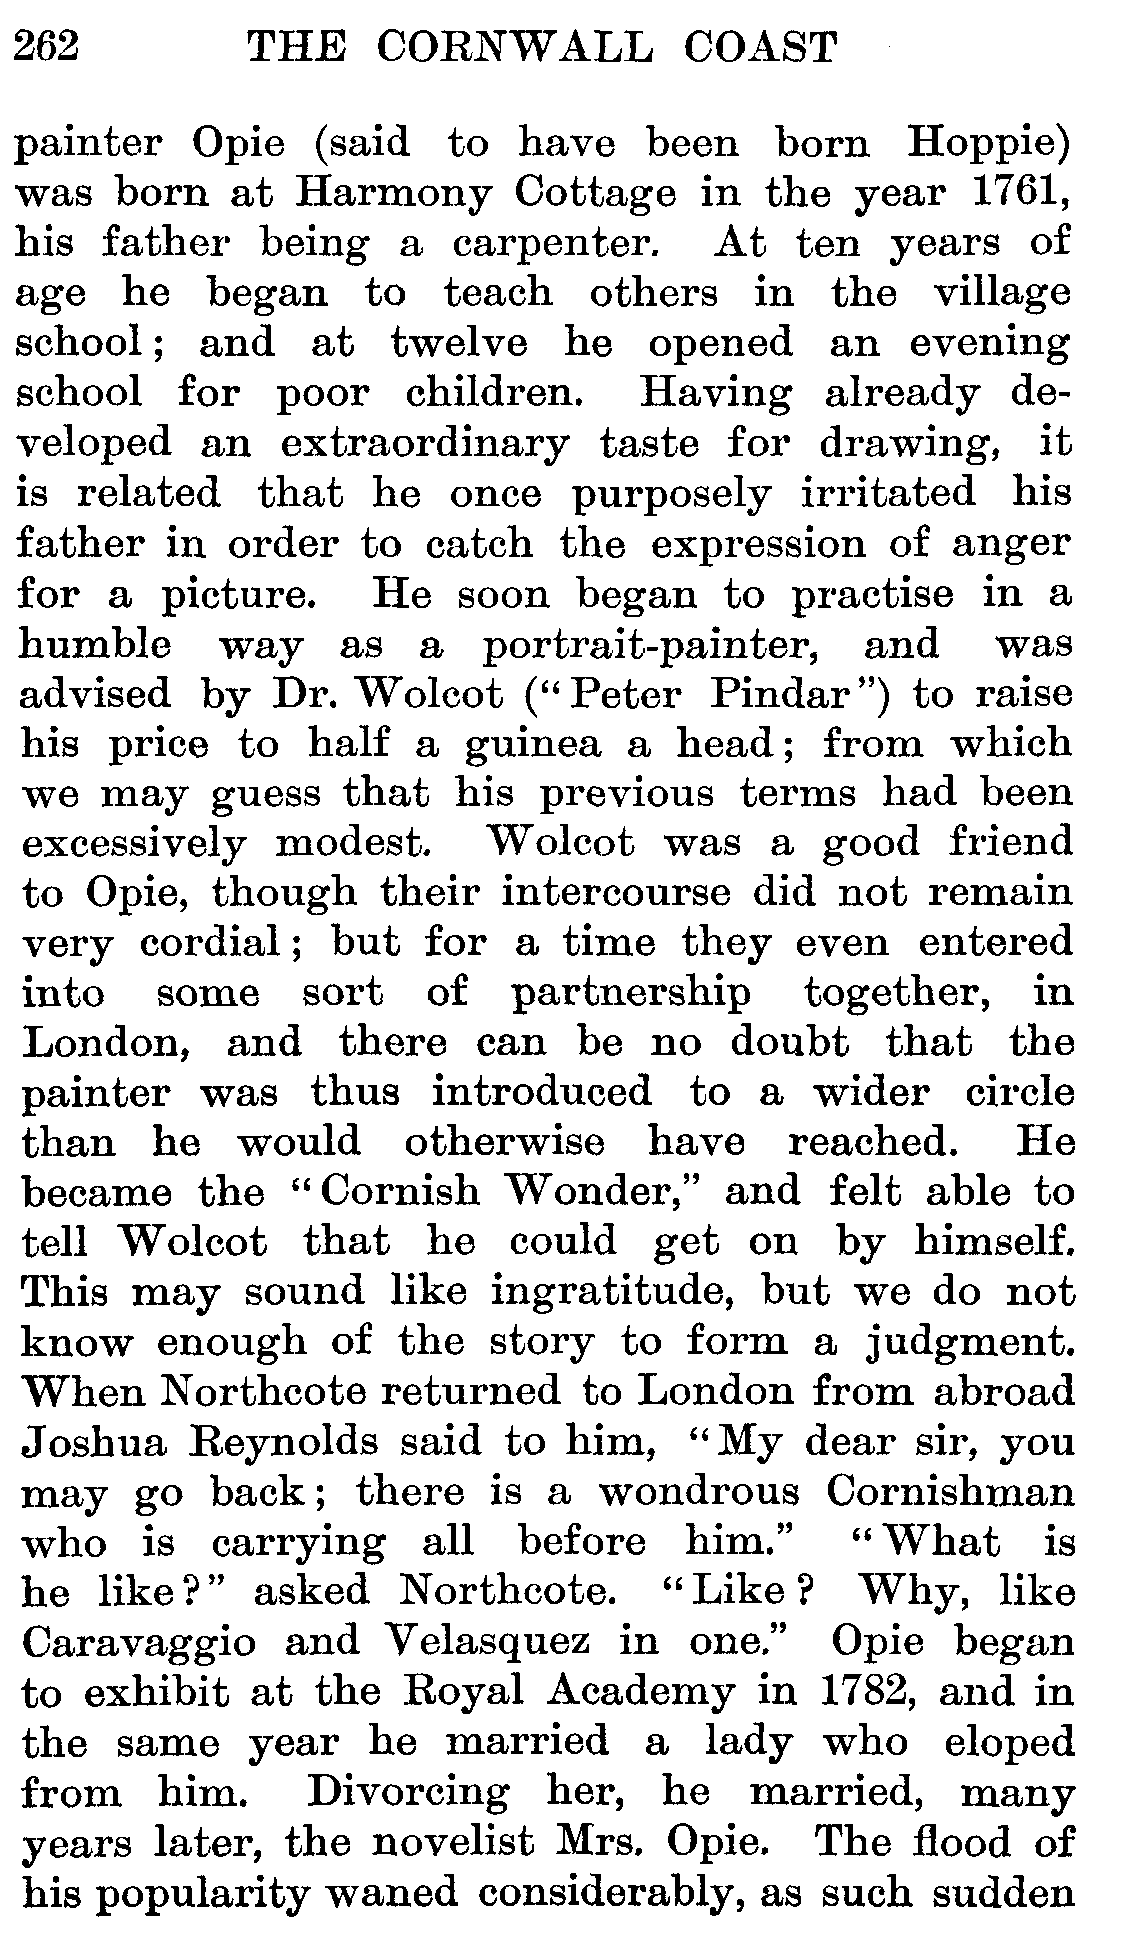 262 THE CORNWALL COAST
painter Opie (said to have been born Hoppie)
was born at Harmony Cottage in the year 1761,
his father being a carpenter. At ten years of
age he began to teach others in the village
school; and at twelve he opened an evening
school for poor children. Having already de-
veloped an extraordinary taste for drawing, it
is related that he once purposely irritated his
father in order to catch the expression of anger
for a picture. He soon began to practise in a
humble way as a portrait-painter, and was
advised by Dr. Wolcot (“Peter Pindar”) to raise
his price to half a guinea a head; from which
we may guess that his previous terms had been
excessively modest. Wolcot was a good friend
to Opie, though their intercourse did not remain
very cordial; but for a time they even entered
into some sort of partnership together, in
London, and there can be no doubt that the
painter was thus introduced to a wider circle
than he would otherwise have reached. He
became the “Cornish Wonder,” and felt able to
tell Wolcot that he could get on by himself.
This may sound like ingratitude, but we do not
know enough of the story to form a judgment.
When Northcote returned to London from abroad
Joshua Reynolds said to him, “My dear sir, you
may go back; there is a wondrous Cornishman
who is carrying all before him.” “What is
he like?” asked Northcote. “Like? Why, like
Caravaggio and Velasquez in one.” Opie began
to exhibit at the Royal Academy in 1782, and in
the same year he married a lady who eloped
from him. Divorcing her, he married, many
years later, the novelist Mrs. Opie. The flood of
his popularity waned considerably, as such sudden